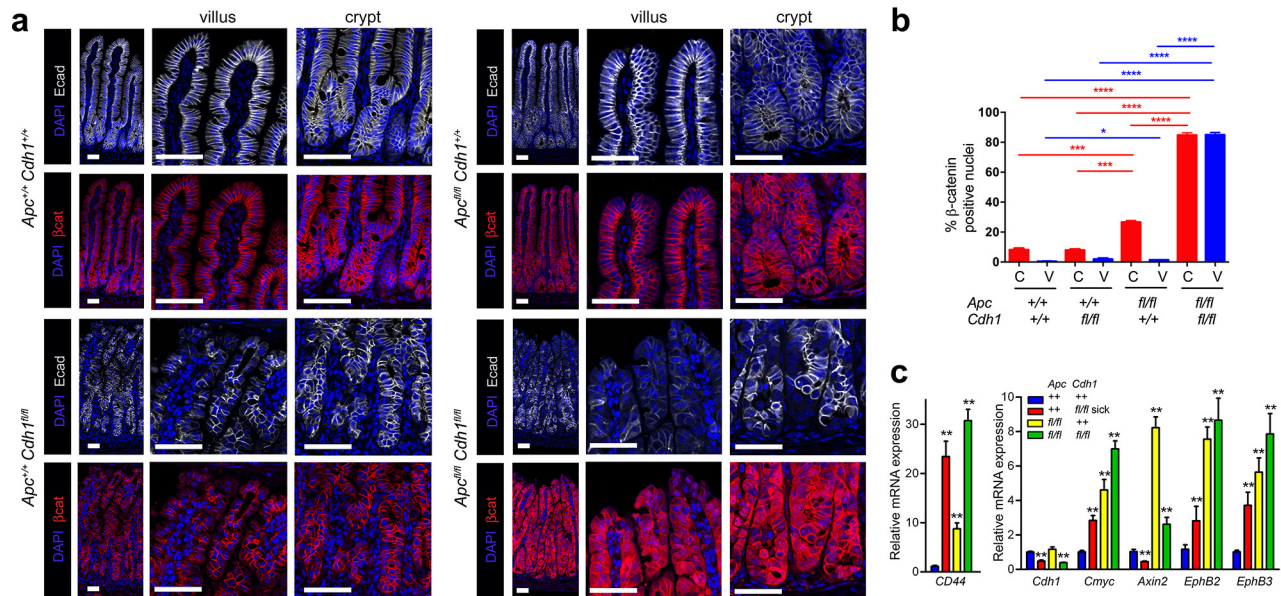 a
villus crypt
villus crypt
Apc+/+ Cdh1+/+
DAPI Ecad
DAPI βcat
Apcfl/fl Cdh1+/+
DAPI Ecad
DAPI βcat
Apc+/+ Cdh1fl/fl
DAPI Ecad
DAPI βcat
Apcfl/fl Cdh1fl/fl
DAPI Ecad
DAPI βcat
b
****
****
****
****
****
****
*
***
***
% β-catenin
positive nuclei
100
80
60
40
20
0
C V C V C V C V
Apc +/+ +/+ fl/fl fl/fl
Cdh1 +/+ fl/fl +/+ fl/fl
c
Relative mRNA expression
30
20
10
0
** ** **
CD44
Relative mRNA expression
10
8
6
4
2
0
Apc Cdh1
++ ++
++ fl/fl sick
fl/fl ++
fl/fl fl/fl
** **
** ** **
** ** **
** ** **
** ** **
Cdh1 Cmyc Axin2 EphB2 EphB3